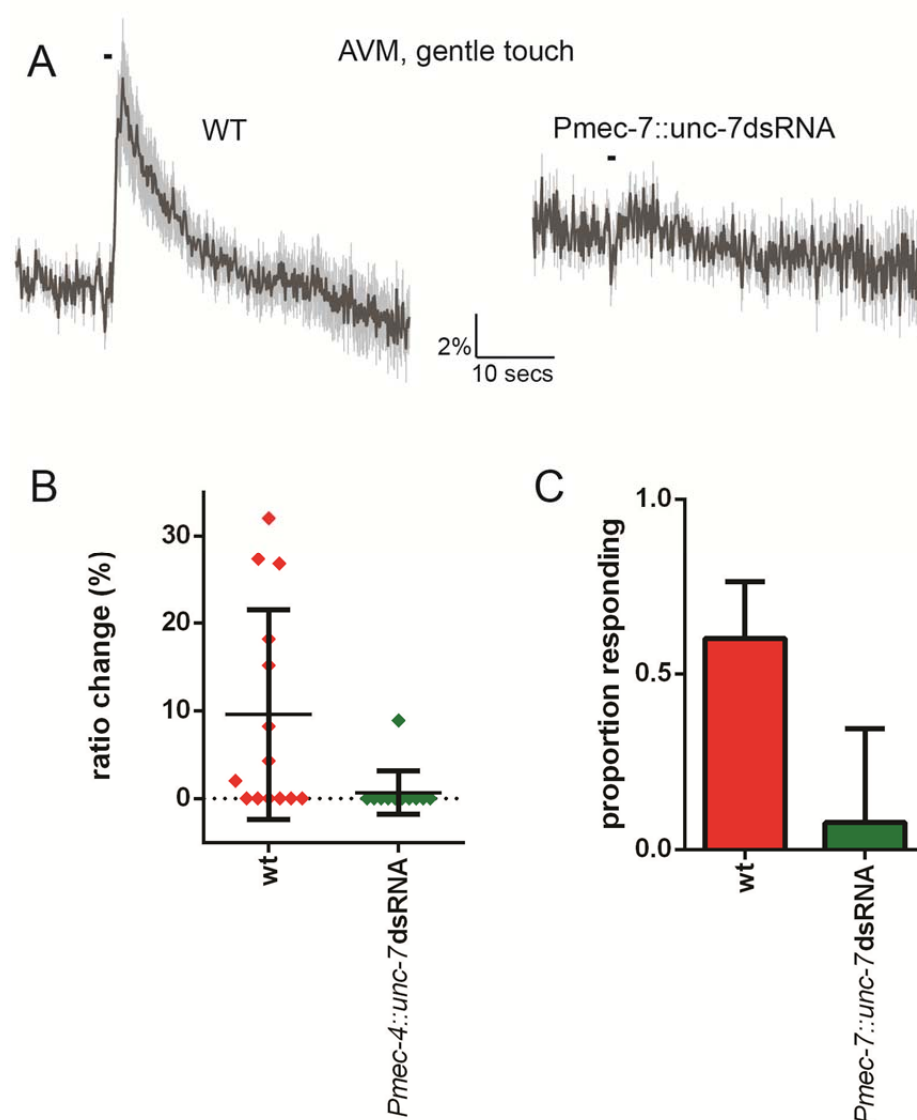 A
AVM, gentle touch
WT
Pmec-7::unc-7dsRNA
2%
10 secs
B
ratio change (%)
30
20
10
0
wt
Pmec-4::unc-7dsRNA
C
proportion responding
1.0
0.5
0.0
wt
Pmec-7::unc-7dsRNA